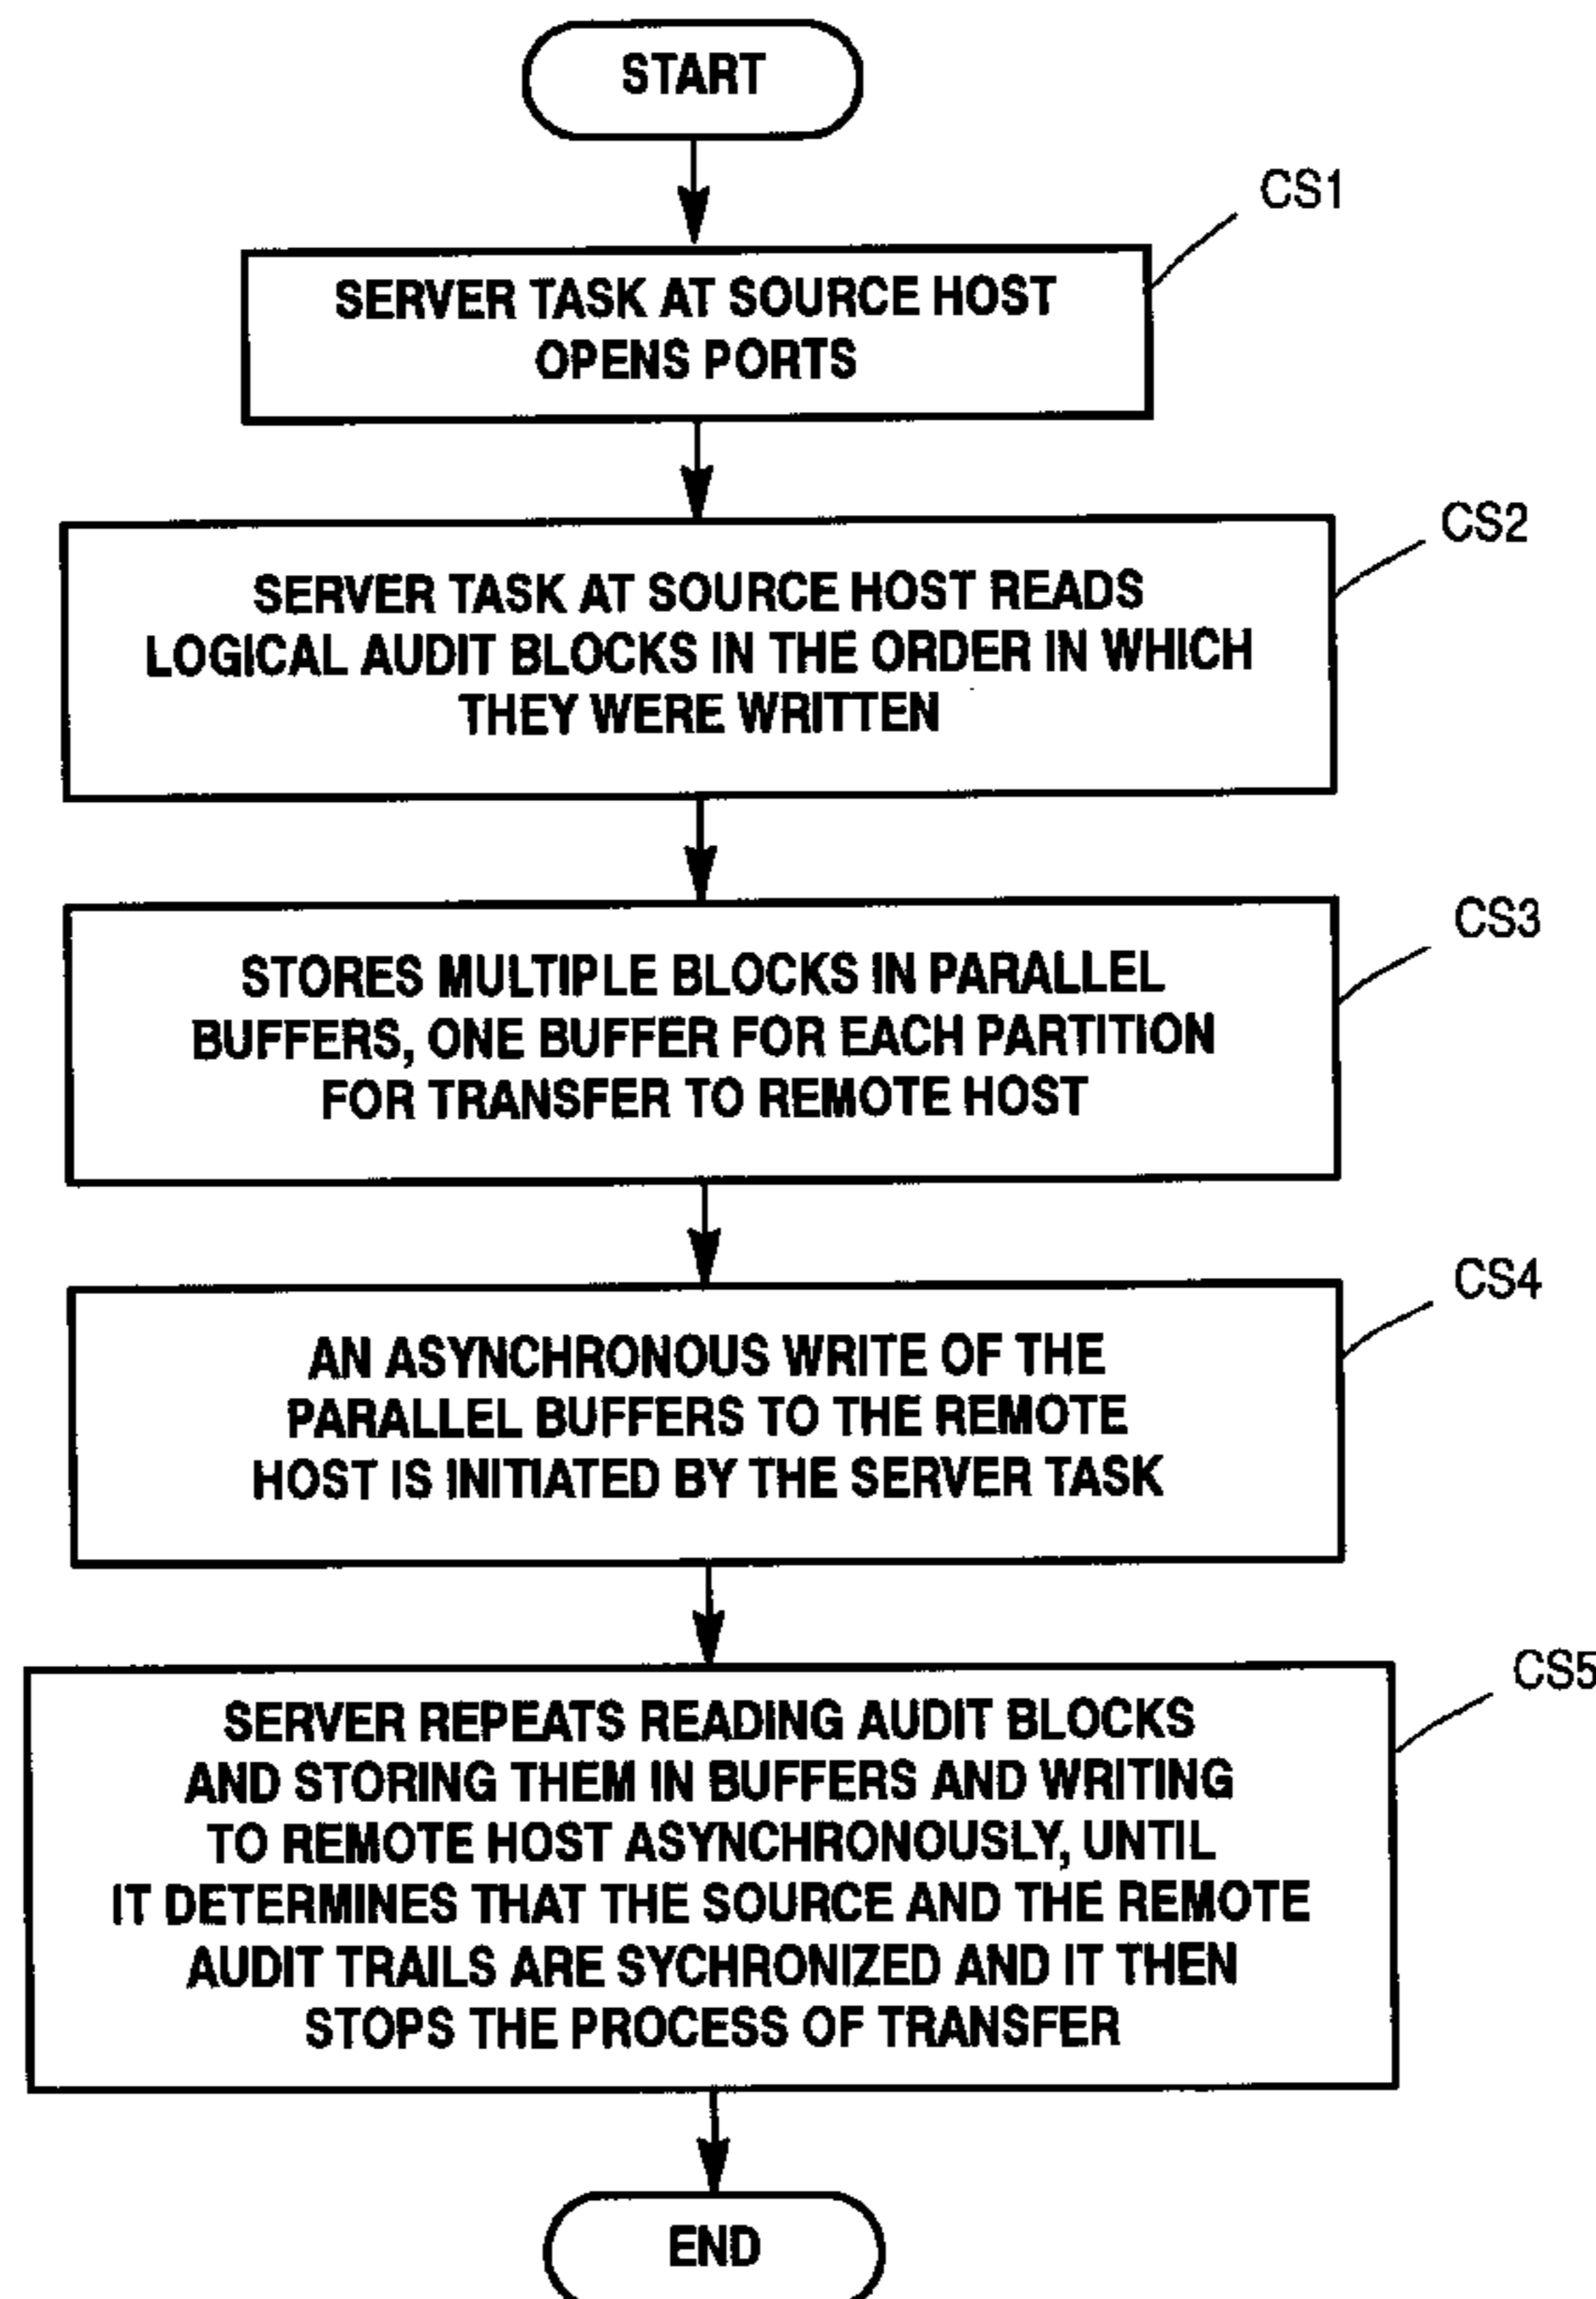 START
CS1
SERVER TASK AT SOURCE HOST
OPENS PORTS
CS2
SERVER TASK AT SOURCE HOST READS
LOGICAL AUDIT BLOCKS IN THE ORDER IN WHICH
THEY WERE WRITTEN
CS3
STORES MULTIPLE BLOCKS IN PARALLEL
BUFFERS, ONE BUFFER FOR EACH PARTITION
FOR TRANSFER TO REMOTE HOST
CS4
AN ASYNCHRONOUS WRITE OF THE
PARALLEL BUFFERS TO THE REMOTE
HOST IS INITIATED BY THE SERVER TASK
CS5
SERVER REPEATS READING AUDIT BLOCKS
AND STORING THEM IN BUFFERS AND WRITING
TO REMOTE HOST ASYNCHRONOUSLY, UNTIL
IT DETERMINES THAT THE SOURCE AND THE REMOTE
AUDIT TRAILS ARE SYCHRONIZED AND IT THEN
STOPS THE PROCESS OF TRANSFER
END